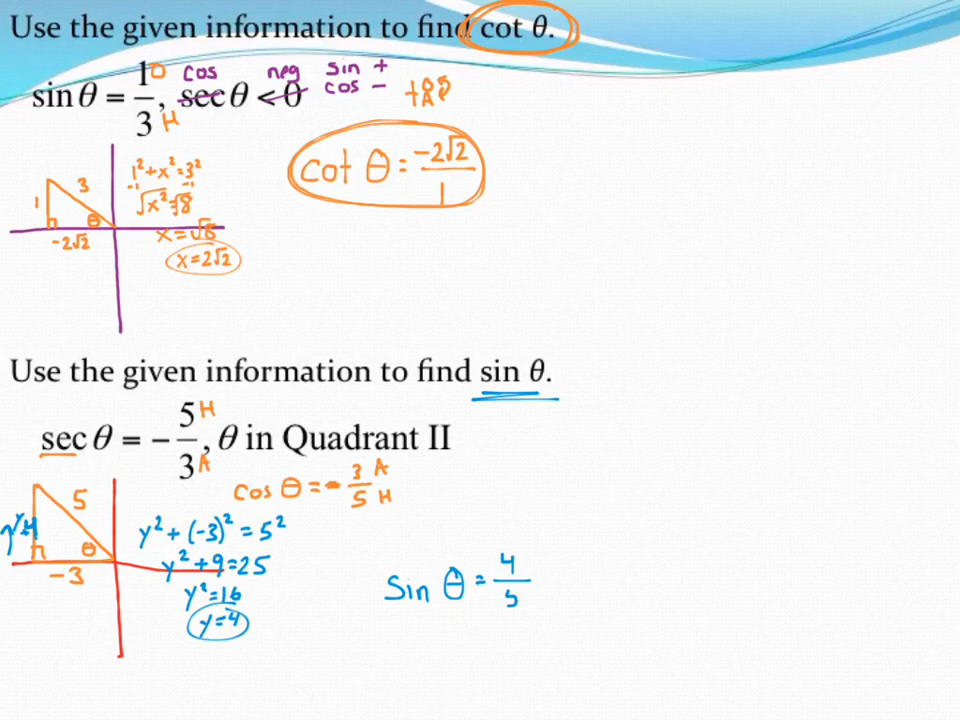 Use the given information to find cot θ.
sin θ = 1/3, sec θ < 0
O H cos neg sin +
cos −
1² + x² = 3²
-1 -1
√x² = √8
x = √8
x = 2√2
1 3 θ
-2√2
cot θ = -2√2/1
Use the given information to find sin θ.
sec θ = − 5/3, θ in Quadrant II
H A
cos θ = - 3/5 A H
5 θ
-3
y² + (-3)² = 5²
y² + 9 = 25
y² = 16
y = 4
Sin θ = 4/5